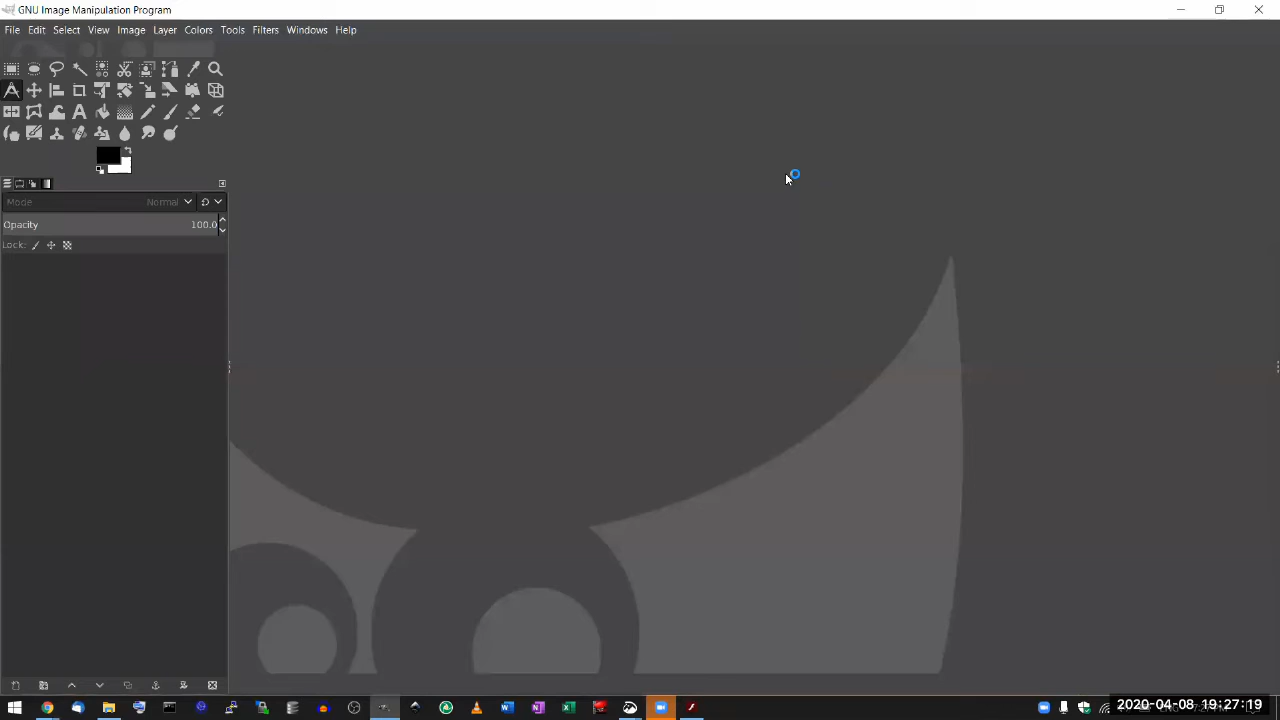 GNU Image Manipulation Program
File Edit Select View Image Layer Colors Tools Filters Windows Help
Mode Normal
Opacity 100.0
Lock:
2020-04-08 19:27:19